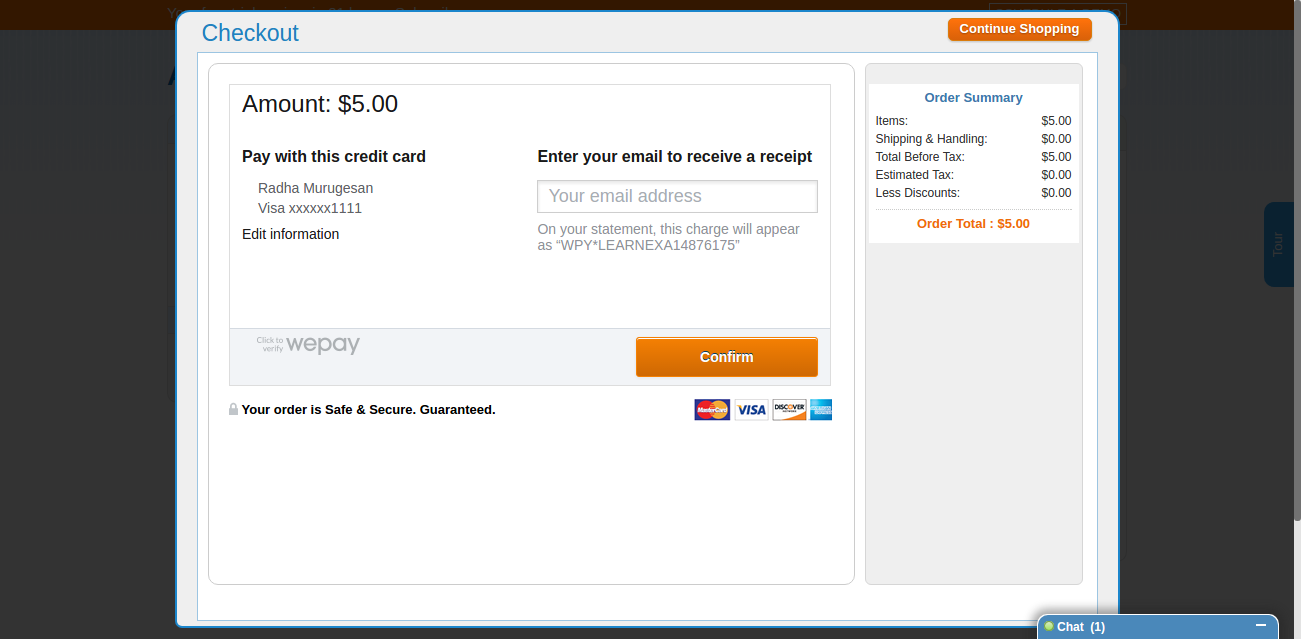 Checkout
Continue Shopping
Amount: $5.00
Pay with this credit card
Radha Murugesan
Visa xxxxxx1111
Edit information
Enter your email to receive a receipt
Your email address
On your statement, this charge will appear
as “WPY*LEARNEXA14876175”
Click to
verify
wepay
Confirm
Your order is Safe & Secure. Guaranteed.
MasterCard
VISA
DISCOVER
Order Summary
Items: $5.00
Shipping & Handling: $0.00
Total Before Tax: $5.00
Estimated Tax: $0.00
Less Discounts: $0.00
Order Total : $5.00
Tour
Chat (1)